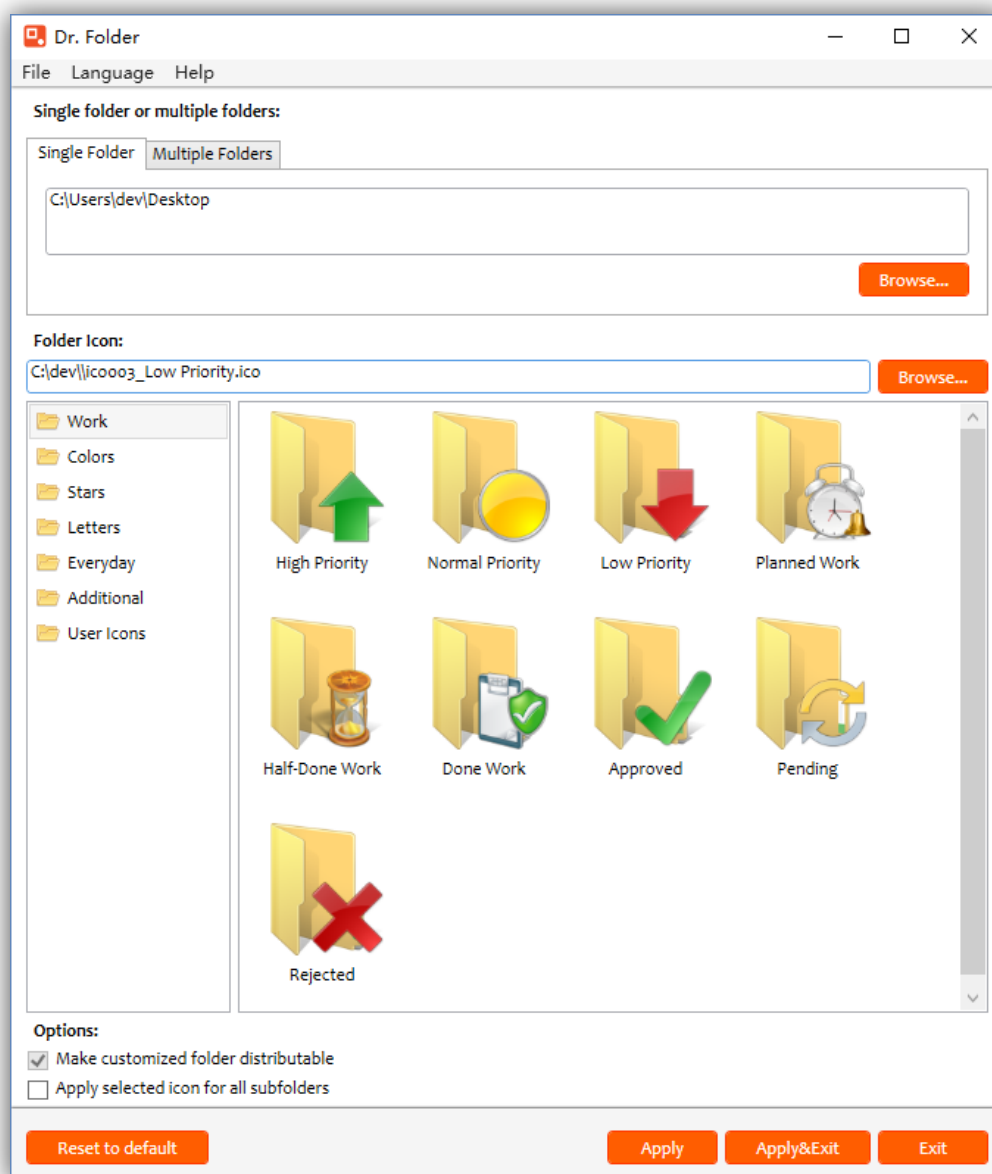 Dr. Folder
File Language Help
Single folder or multiple folders:
Single Folder Multiple Folders
C:\Users\dev\Desktop
Browse...
Folder Icon:
C:\dev\\ico003_Low Priority.ico
Browse...
Work
Colors
Stars
Letters
Everyday
Additional
User Icons
High Priority Normal Priority Low Priority Planned Work
Half-Done Work Done Work Approved Pending
Rejected
Options:
Make customized folder distributable
Apply selected icon for all subfolders
Reset to default Apply Apply&Exit Exit